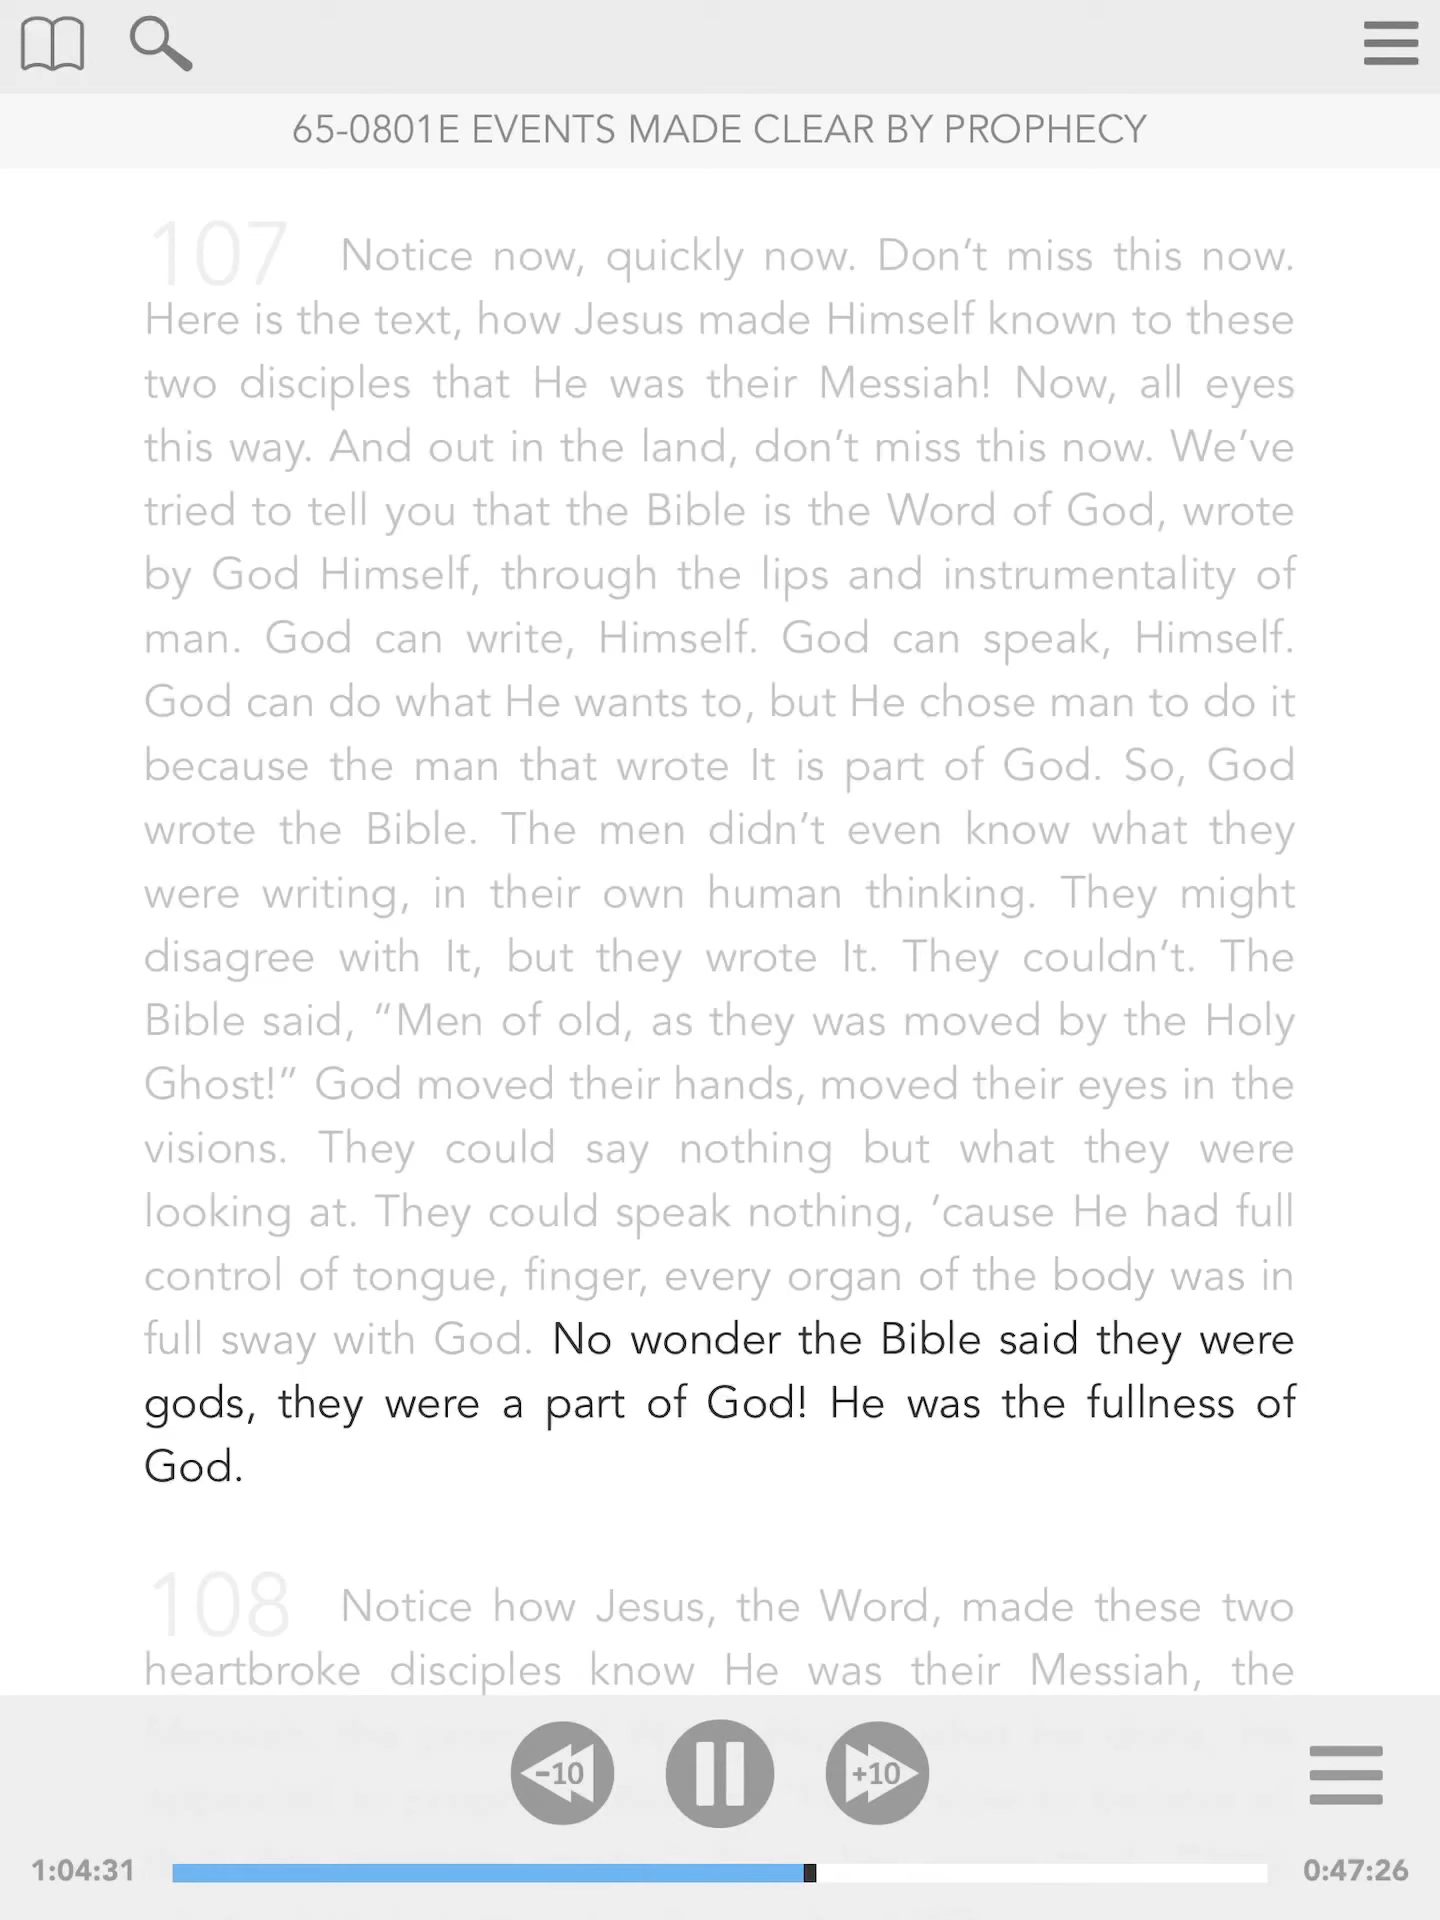 65-0801E EVENTS MADE CLEAR BY PROPHECY
107 Notice now, quickly now. Don’t miss this now.
Here is the text, how Jesus made Himself known to these
two disciples that He was their Messiah! Now, all eyes
this way. And out in the land, don’t miss this now. We’ve
tried to tell you that the Bible is the Word of God, wrote
by God Himself, through the lips and instrumentality of
man. God can write, Himself. God can speak, Himself.
God can do what He wants to, but He chose man to do it
because the man that wrote It is part of God. So, God
wrote the Bible. The men didn’t even know what they
were writing, in their own human thinking. They might
disagree with It, but they wrote It. They couldn’t. The
Bible said, “Men of old, as they was moved by the Holy
Ghost!” God moved their hands, moved their eyes in the
visions. They could say nothing but what they were
looking at. They could speak nothing, ’cause He had full
control of tongue, finger, every organ of the body was in
full sway with God. No wonder the Bible said they were
gods, they were a part of God! He was the fullness of
God.
108 Notice how Jesus, the Word, made these two
heartbroke disciples know He was their Messiah, the
-10 +10
1:04:31 0:47:26